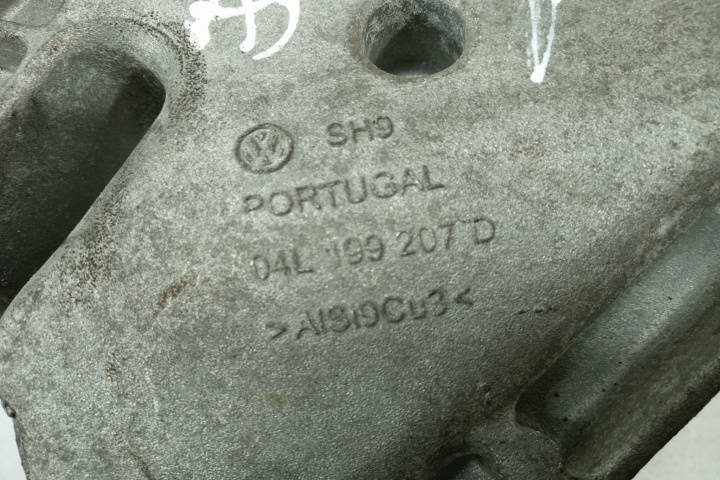 SH9
PORTUGAL
04L 199 207 D
>AlSi9Cu3<